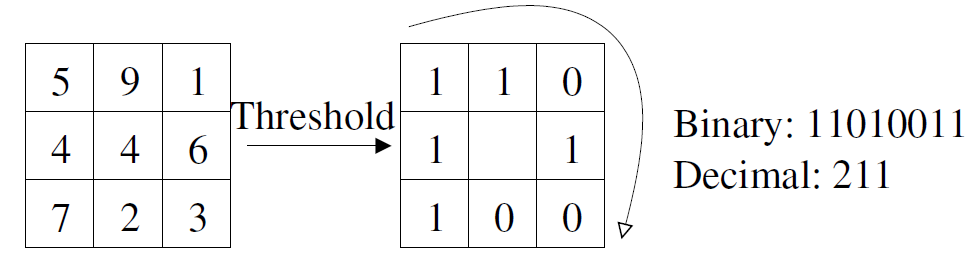 5 9 1
4 4 6
7 2 3
Threshold
1 1 0
1 1
1 0 0
Binary: 11010011
Decimal: 211